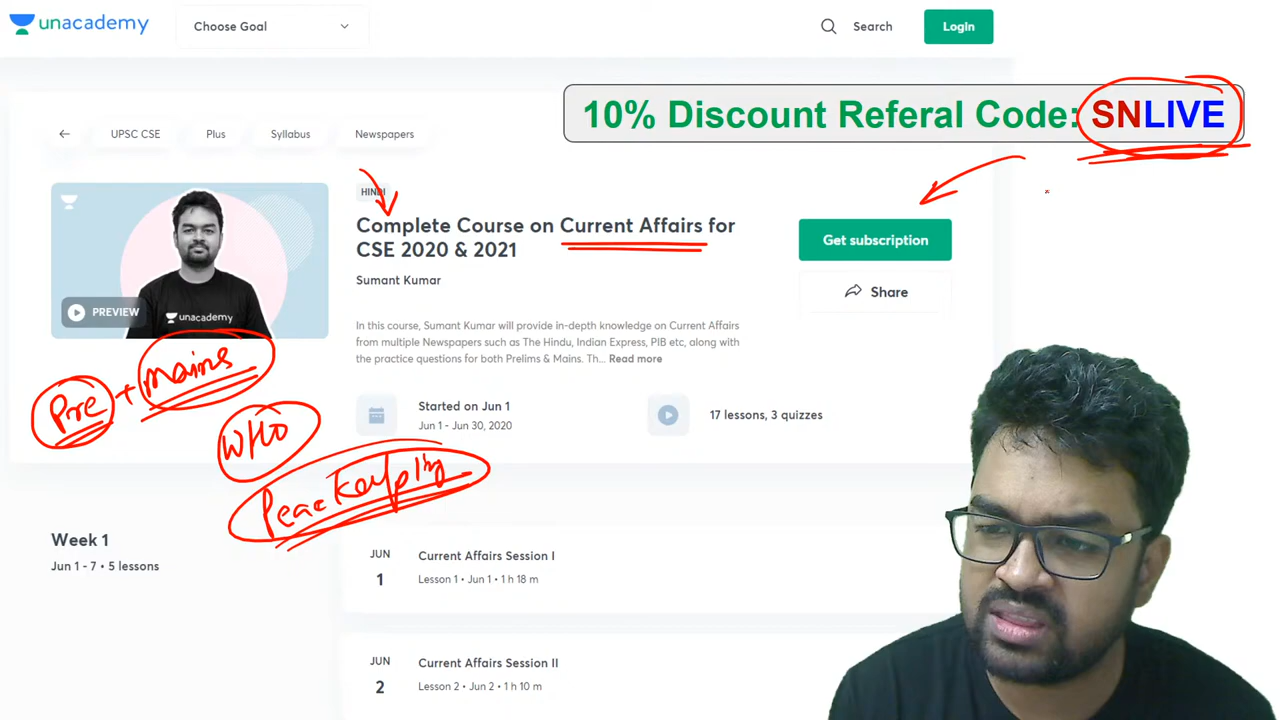 unacademy
Choose Goal
Search
Login
10% Discount Referal Code: SNLIVE
UPSC CSE
Plus
Syllabus
Newspapers
HINDI
Complete Course on Current Affairs for
CSE 2020 & 2021
Sumant Kumar
Get subscription
Share
PREVIEW
unacademy
In this course, Sumant Kumar will provide in-depth knowledge on Current Affairs
from multiple Newspapers such as The Hindu, Indian Express, PIB etc, along with
the practice questions for both Prelims & Mains. Th... Read more
Started on Jun 1
Jun 1 - Jun 30, 2020
17 lessons, 3 quizzes
Pre + mains
WHO
Week 1
Jun 1 - 7 • 5 lessons
JUN
1
Current Affairs Session I
Lesson 1 • Jun 1 • 1 h 18 m
JUN
2
Current Affairs Session II
Lesson 2 • Jun 2 • 1 h 10 m